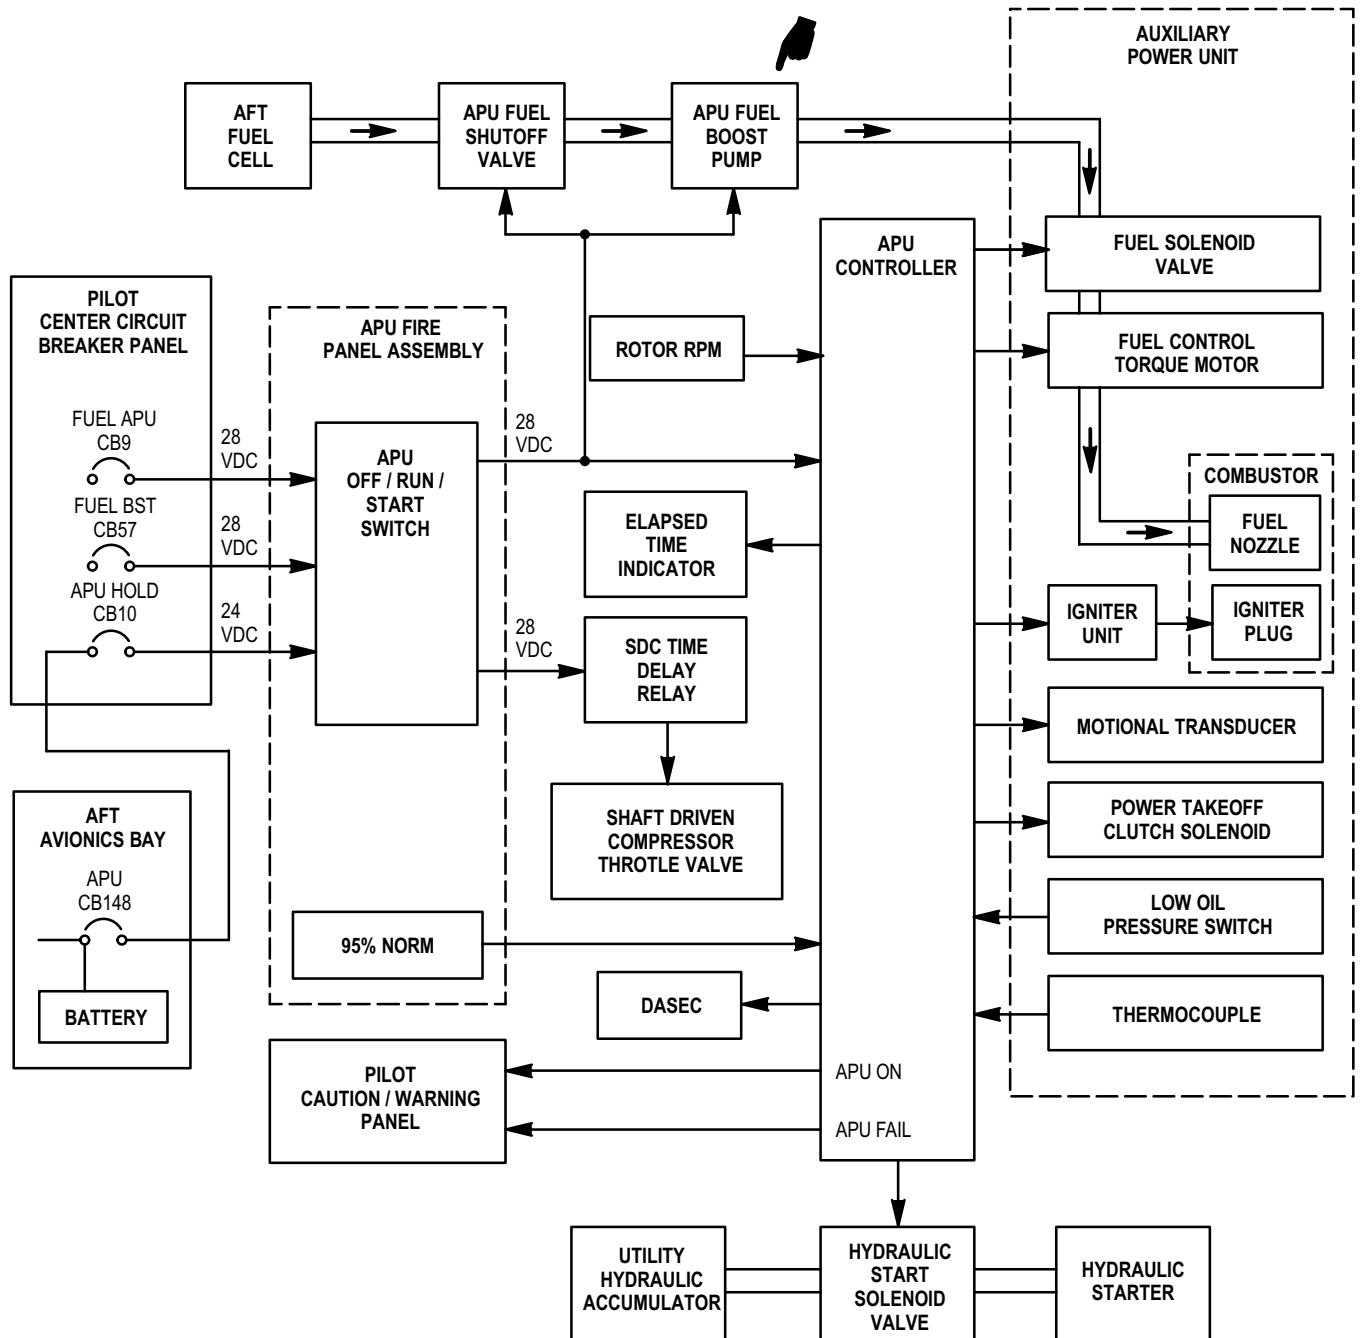 AUXILIARY
POWER UNIT
AFT
FUEL
CELL
APU FUEL
SHUTOFF
VALVE
APU FUEL
BOOST
PUMP
APU
CONTROLLER
FUEL SOLENOID
VALVE
PILOT
CENTER CIRCUIT
BREAKER PANEL
APU FIRE
PANEL ASSEMBLY
ROTOR RPM
FUEL CONTROL
TORQUE MOTOR
FUEL APU
CB9
28
VDC
FUEL BST
CB57
28
VDC
APU HOLD
CB10
24
VDC
APU
OFF / RUN /
START
SWITCH
28
VDC
28
VDC
ELAPSED
TIME
INDICATOR
COMBUSTOR
FUEL
NOZZLE
IGNITER
UNIT
IGNITER
PLUG
SDC TIME
DELAY
RELAY
MOTIONAL TRANSDUCER
SHAFT DRIVEN
COMPRESSOR
THROTLE VALVE
POWER TAKEOFF
CLUTCH SOLENOID
AFT
AVIONICS BAY
APU
CB148
BATTERY
95% NORM
LOW OIL
PRESSURE SWITCH
DASEC
THERMOCOUPLE
PILOT
CAUTION / WARNING
PANEL
APU ON
APU FAIL
UTILITY
HYDRAULIC
ACCUMULATOR
HYDRAULIC
START
SOLENOID
VALVE
HYDRAULIC
STARTER